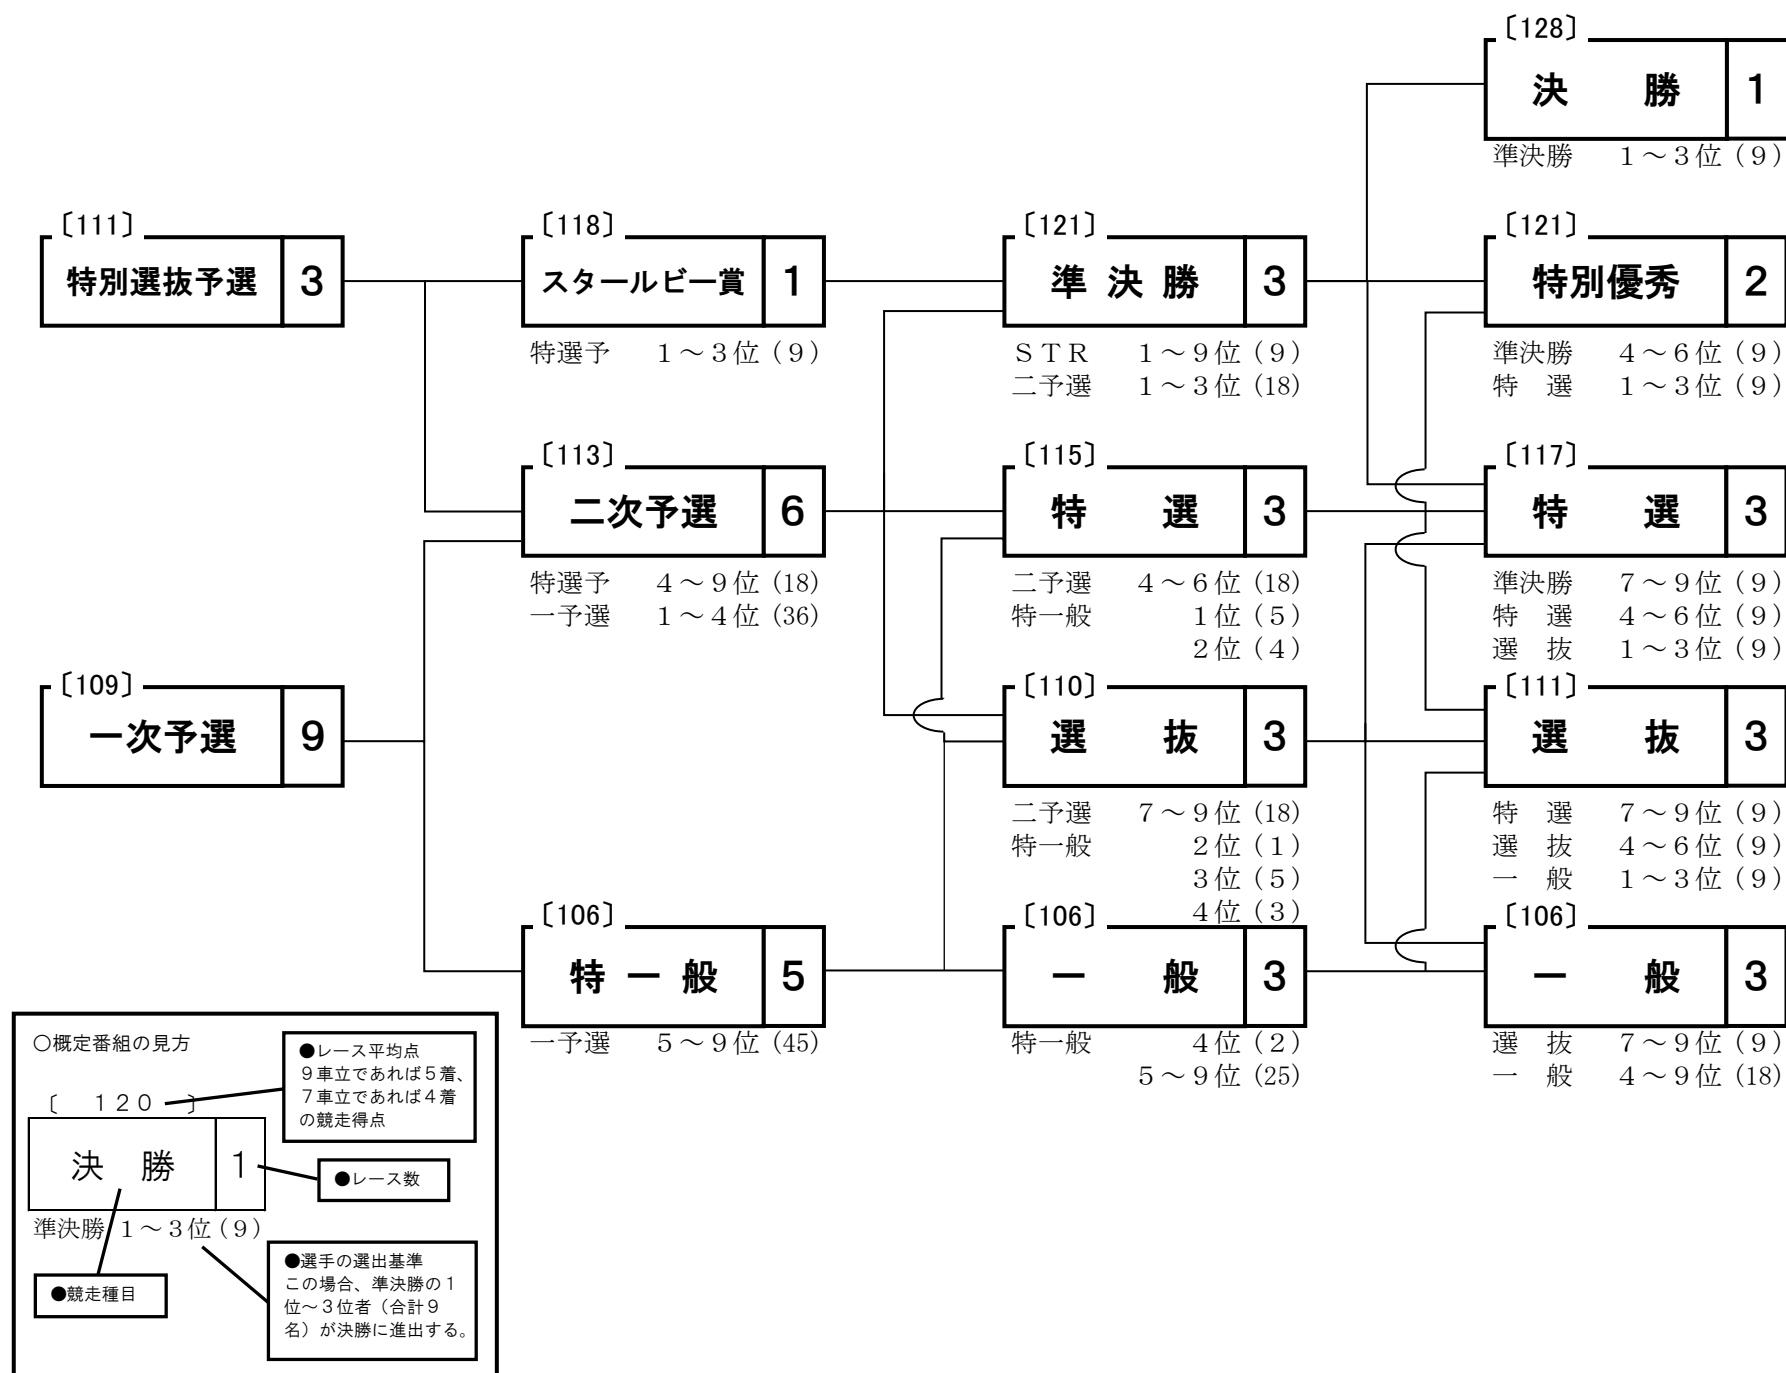 〔111〕
特別選抜予選 3
〔109〕
一次予選 9
〔118〕
スタールビー賞 1
特選予 1～3位(9)
〔113〕
二次予選 6
特選予 4～9位(18)
一予選 1～4位(36)
〔106〕
特一般 5
一予選 5～9位(45)
〔121〕
準決勝 3
STR 1～9位(9)
二予選 1～3位(18)
〔115〕
特 選 3
二予選 4～6位(18)
特一般 1位(5)
2位(4)
〔110〕
選 抜 3
二予選 7～9位(18)
特一般 2位(1)
3位(5)
4位(3)
〔106〕
一 般 3
特一般 4位(2)
5～9位(25)
〔128〕
決 勝 1
準決勝 1～3位(9)
〔121〕
特別優秀 2
準決勝 4～6位(9)
特 選 1～3位(9)
〔117〕
特 選 3
準決勝 7～9位(9)
特 選 4～6位(9)
選 抜 1～3位(9)
〔111〕
選 抜 3
特 選 7～9位(9)
選 抜 4～6位(9)
一 般 1～3位(9)
〔106〕
一 般 3
選 抜 7～9位(9)
一 般 4～9位(18)
○概定番組の見方
●レース平均点
9車立であれば5着、
7車立であれば4着
の競走得点
〔 120 〕
決 勝 1
●レース数
準決勝 1～3位(9)
●競走種目
●選手の選出基準
この場合、準決勝の1
位～3位者（合計9
名）が決勝に進出する。